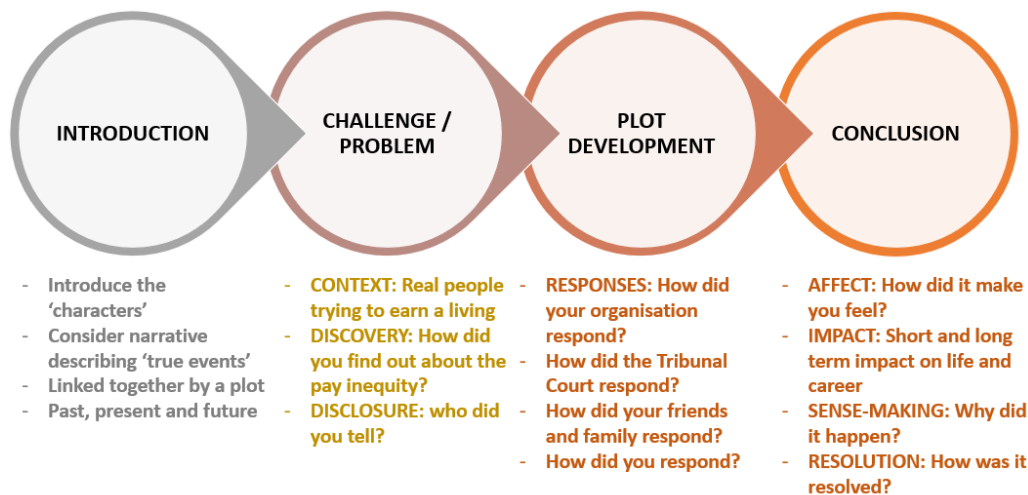 INTRODUCTION
CHALLENGE /
PROBLEM
PLOT
DEVELOPMENT
CONCLUSION
- Introduce the
‘characters’
- Consider narrative
describing ‘true events’
- Linked together by a plot
- Past, present and future
- CONTEXT: Real people
trying to earn a living
- DISCOVERY: How did
you find out about the
pay inequity?
- DISCLOSURE: who did
you tell?
- RESPONSES: How did
your organisation
respond?
- How did the Tribunal
Court respond?
- How did your friends
and family respond?
- How did you respond?
- AFFECT: How did it make
you feel?
- IMPACT: Short and long
term impact on life and
career
- SENSE-MAKING: Why did
it happen?
- RESOLUTION: How was it
resolved?